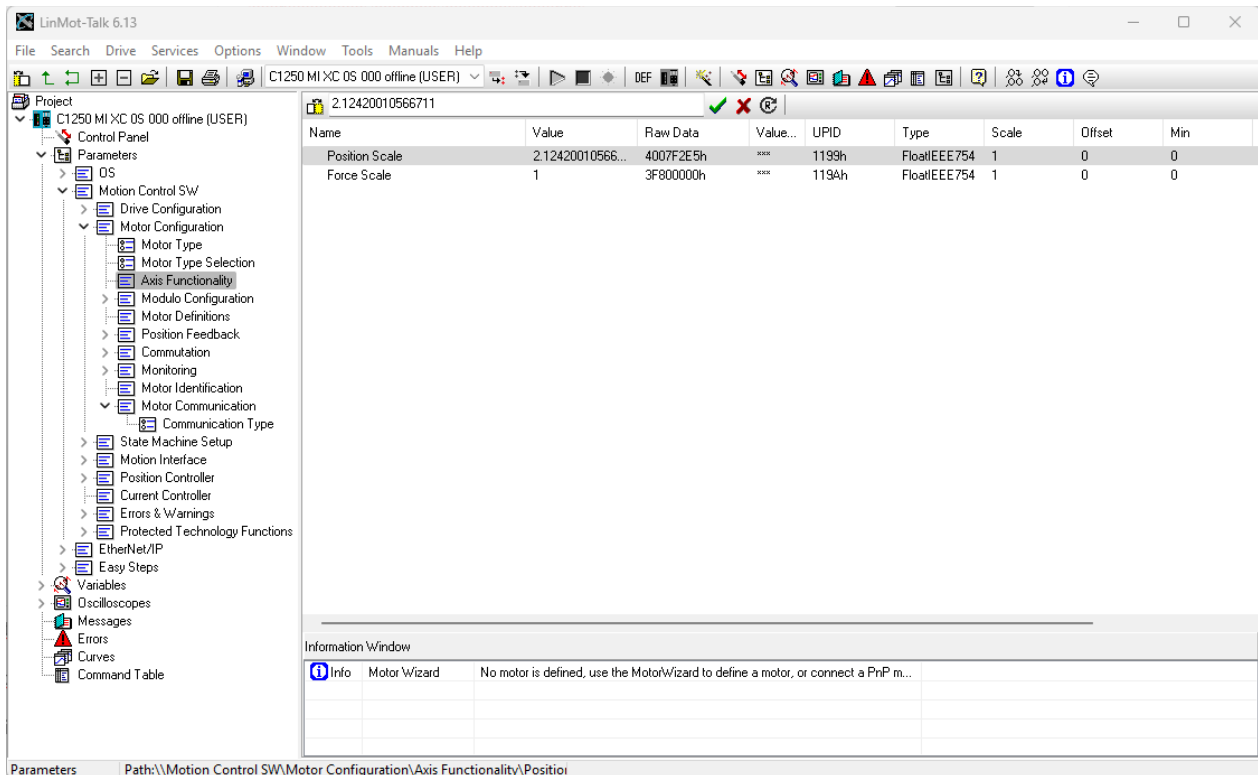 LinMot-Talk 6.13
File Search Drive Services Options Window Tools Manuals Help
C1250 MI XC 0S 000 offline (USER) DEF
Project
C1250 MI XC 0S 000 offline (USER)
Control Panel
Parameters
OS
Motion Control SW
Drive Configuration
Motor Configuration
Motor Type
Motor Type Selection
Axis Functionality
Modulo Configuration
Motor Definitions
Position Feedback
Commutation
Monitoring
Motor Identification
Motor Communication
Communication Type
State Machine Setup
Motion Interface
Position Controller
Current Controller
Errors & Warnings
Protected Technology Functions
EtherNet/IP
Easy Steps
Variables
Oscilloscopes
Messages
Errors
Curves
Command Table
2.12420010566711
Name Value Raw Data Value... UPID Type Scale Offset Min
Position Scale 2.12420010566... 4007F2E5h *** 1199h FloatIEEE754 1 0 0
Force Scale 1 3F800000h *** 119Ah FloatIEEE754 1 0 0
Information Window
Info Motor Wizard No motor is defined, use the MotorWizard to define a motor, or connect a PnP m...
Parameters Path:\\Motion Control SW\Motor Configuration\Axis Functionality\Position